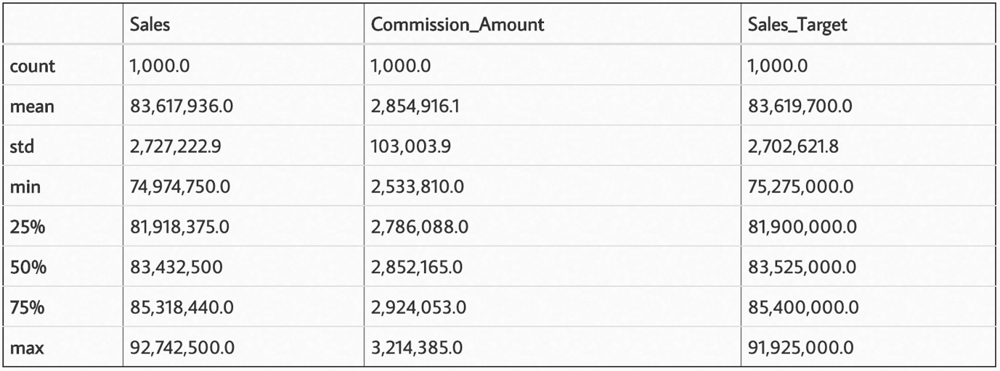 Sales Commission_Amount Sales_Target
count 1,000.0 1,000.0 1,000.0
mean 83,617,936.0 2,854,916.1 83,619,700.0
std 2,727,222.9 103,003.9 2,702,621.8
min 74,974,750.0 2,533,810.0 75,275,000.0
25% 81,918,375.0 2,786,088.0 81,900,000.0
50% 83,432,500 2,852,165.0 83,525,000.0
75% 85,318,440.0 2,924,053.0 85,400,000.0
max 92,742,500.0 3,214,385.0 91,925,000.0